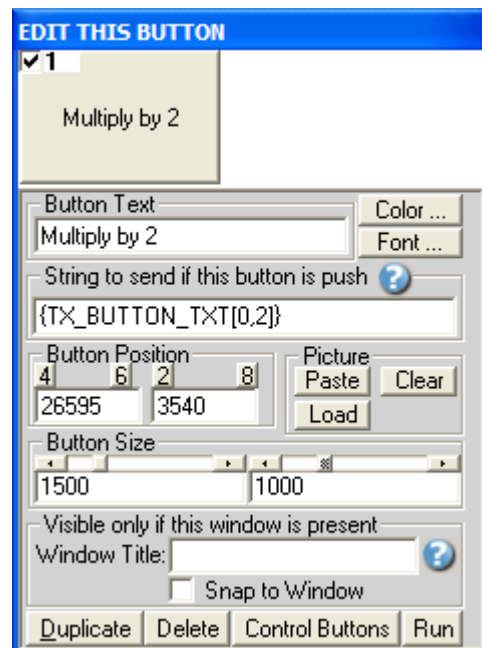 EDIT THIS BUTTON
1
Multiply by 2
Button Text
Color ...
Multiply by 2
Font ...
String to send if this button is push
?
{TX_BUTTON_TXT[0,2]}
Button Position
Picture
4 6 2 8
Paste Clear
26595 3540
Load
Button Size
1500 1000
Visible only if this window is present
Window Title:
?
Snap to Window
Duplicate Delete Control Buttons Run